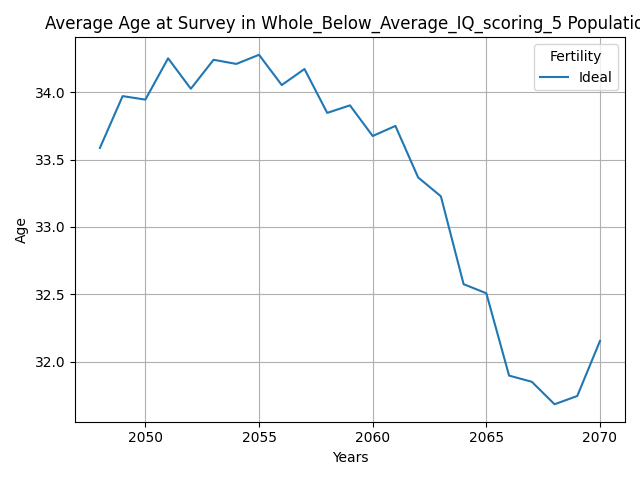 Average Age at Survey in Whole_Below_Average_IQ_scoring_5
Fertility
Ideal
34.0
33.5
33.0
32.5
32.0
Age
2050 2055 2060 2065 2070
Years